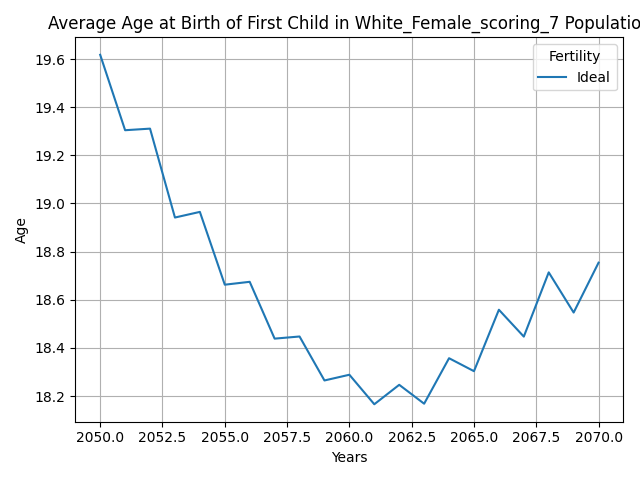 Average Age at Birth of First Child in White_Female_scoring_7 Populatio
Fertility
Ideal
Age
19.6
19.4
19.2
19.0
18.8
18.6
18.4
18.2
2050.0 2052.5 2055.0 2057.5 2060.0 2062.5 2065.0 2067.5 2070.0
Years